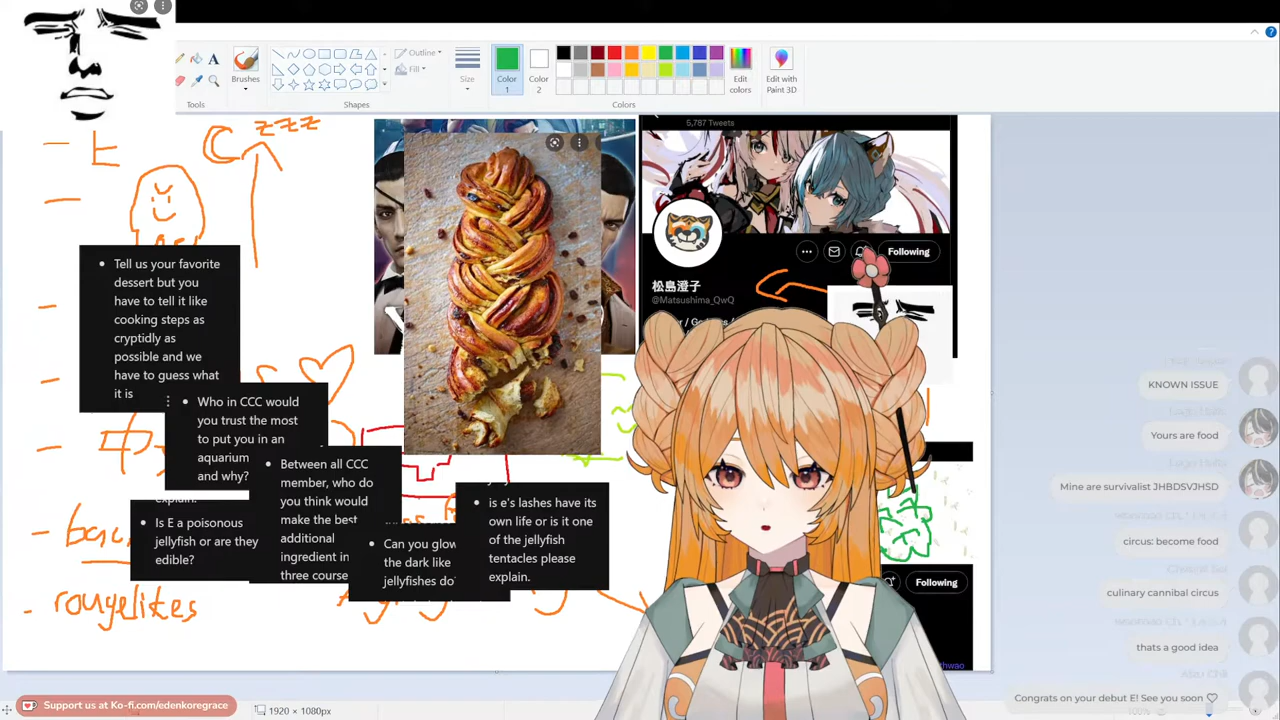 Outline
Fill
Brushes
Size
Color 1
Color 2
Edit colors
Edit with Paint 3D
Tools
Shapes
Colors
5,787 Tweets
zzz
E
Following
松島澄子
@Matsushima_QwQ
Tell us your favorite
dessert but you
have to tell it like
cooking steps as
cryptidly as
possible and we
have to guess what
it is
Who in CCC would
you trust the most
to put you in an
aquarium
and why?
Between all CCC
member, who do
you think would
make the best
additional
ingredient in
three course
explain.
Is E a poisonous
jellyfish or are they
edible?
Can you glow
the dark like
jellyfishes do
is e's lashes have its
own life or is it one
of the jellyfish
tentacles please
explain.
rouyelites
Following
KNOWN ISSUE
Yours are food
Mine are survivalist JHBDSVJHSD
circus: become food
culinary cannibal circus
thats a good idea
Congrats on your debut E! See you soon ♡
Support us at Ko-fi.com/edenkoregrace
1920 × 1080px
100%